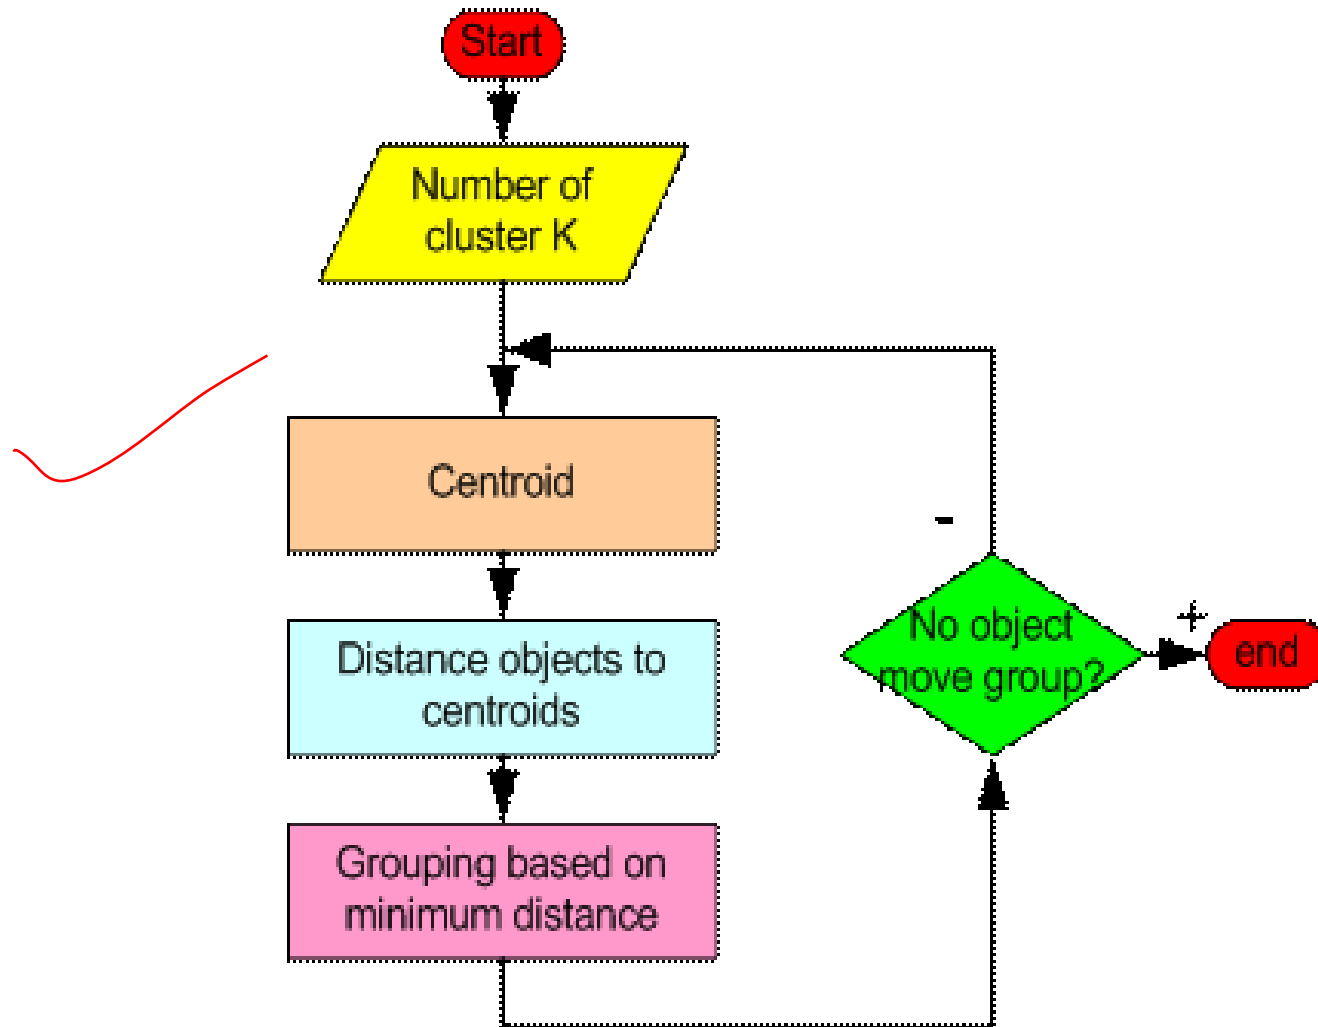 Start
Number of
cluster K
Centroid
Distance objects to
centroids
Grouping based on
minimum distance
-
No object
move group?
+
end